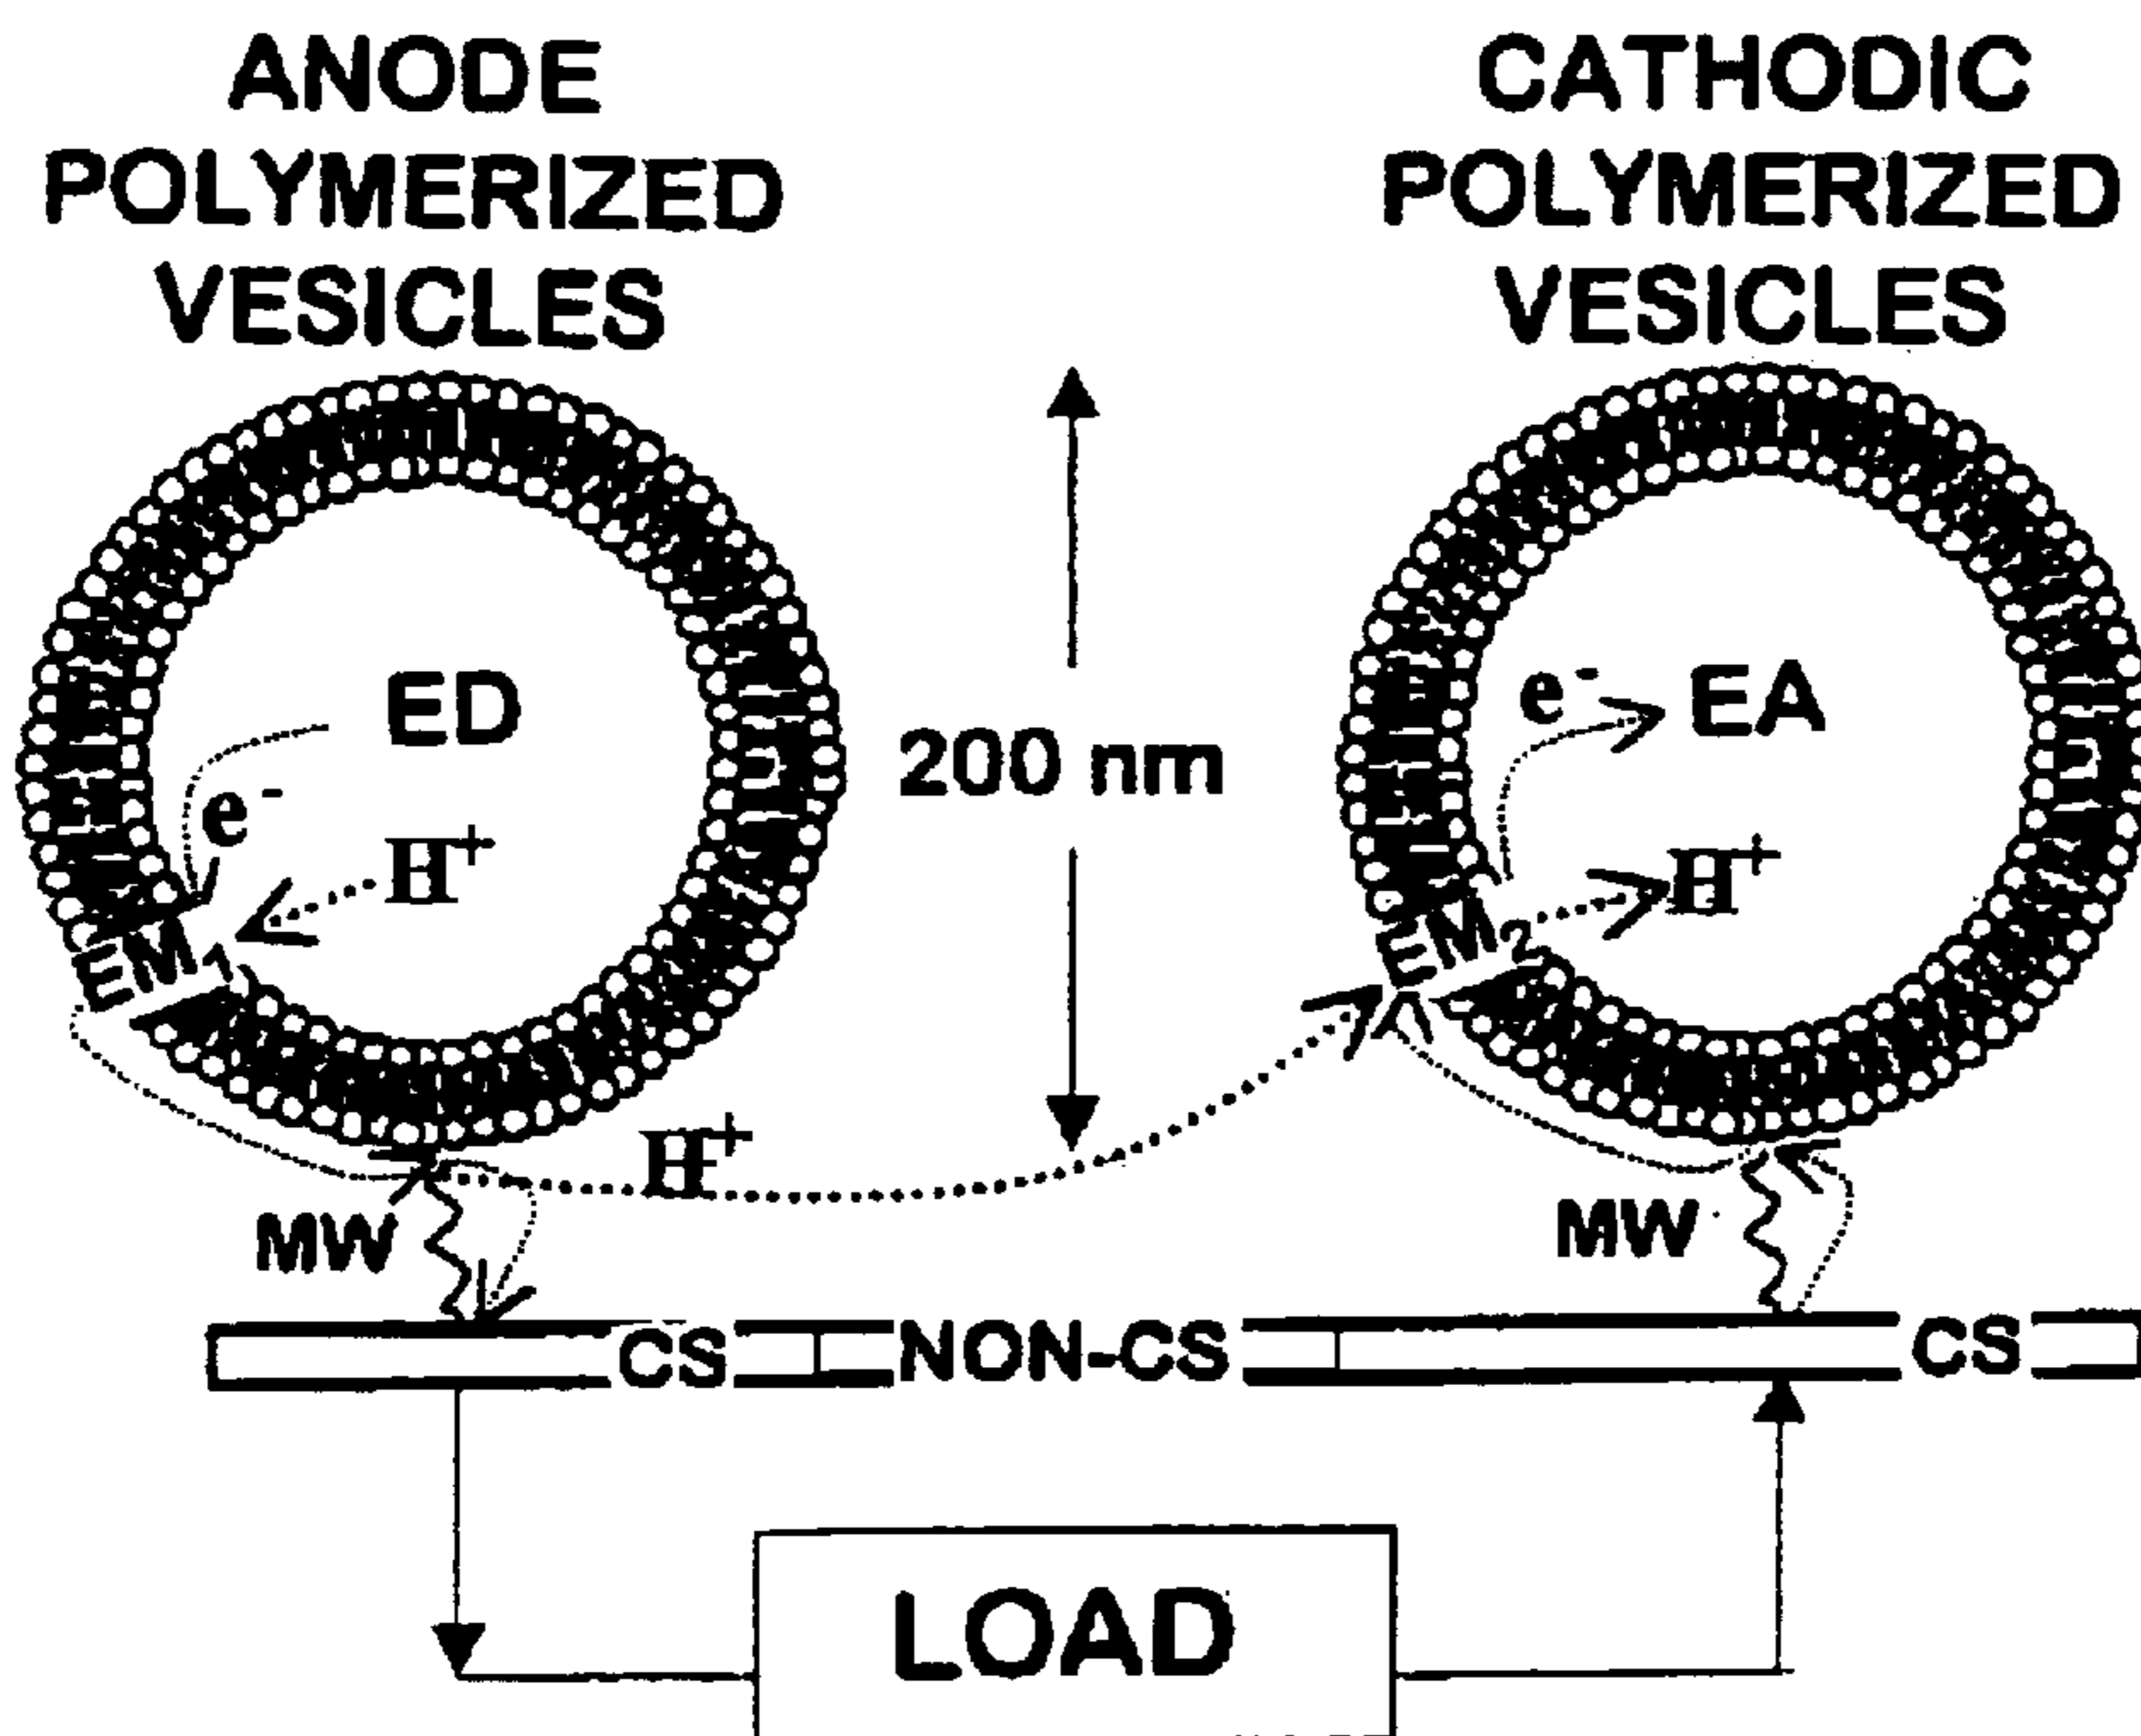 ANODE
POLYMERIZED
VESICLES
CATHODIC
POLYMERIZED
VESICLES
ED
e-
H+
EM1
200 nm
e- EA
H+
EM2
H+
MW
MW
CS
NON-CS
CS
LOAD